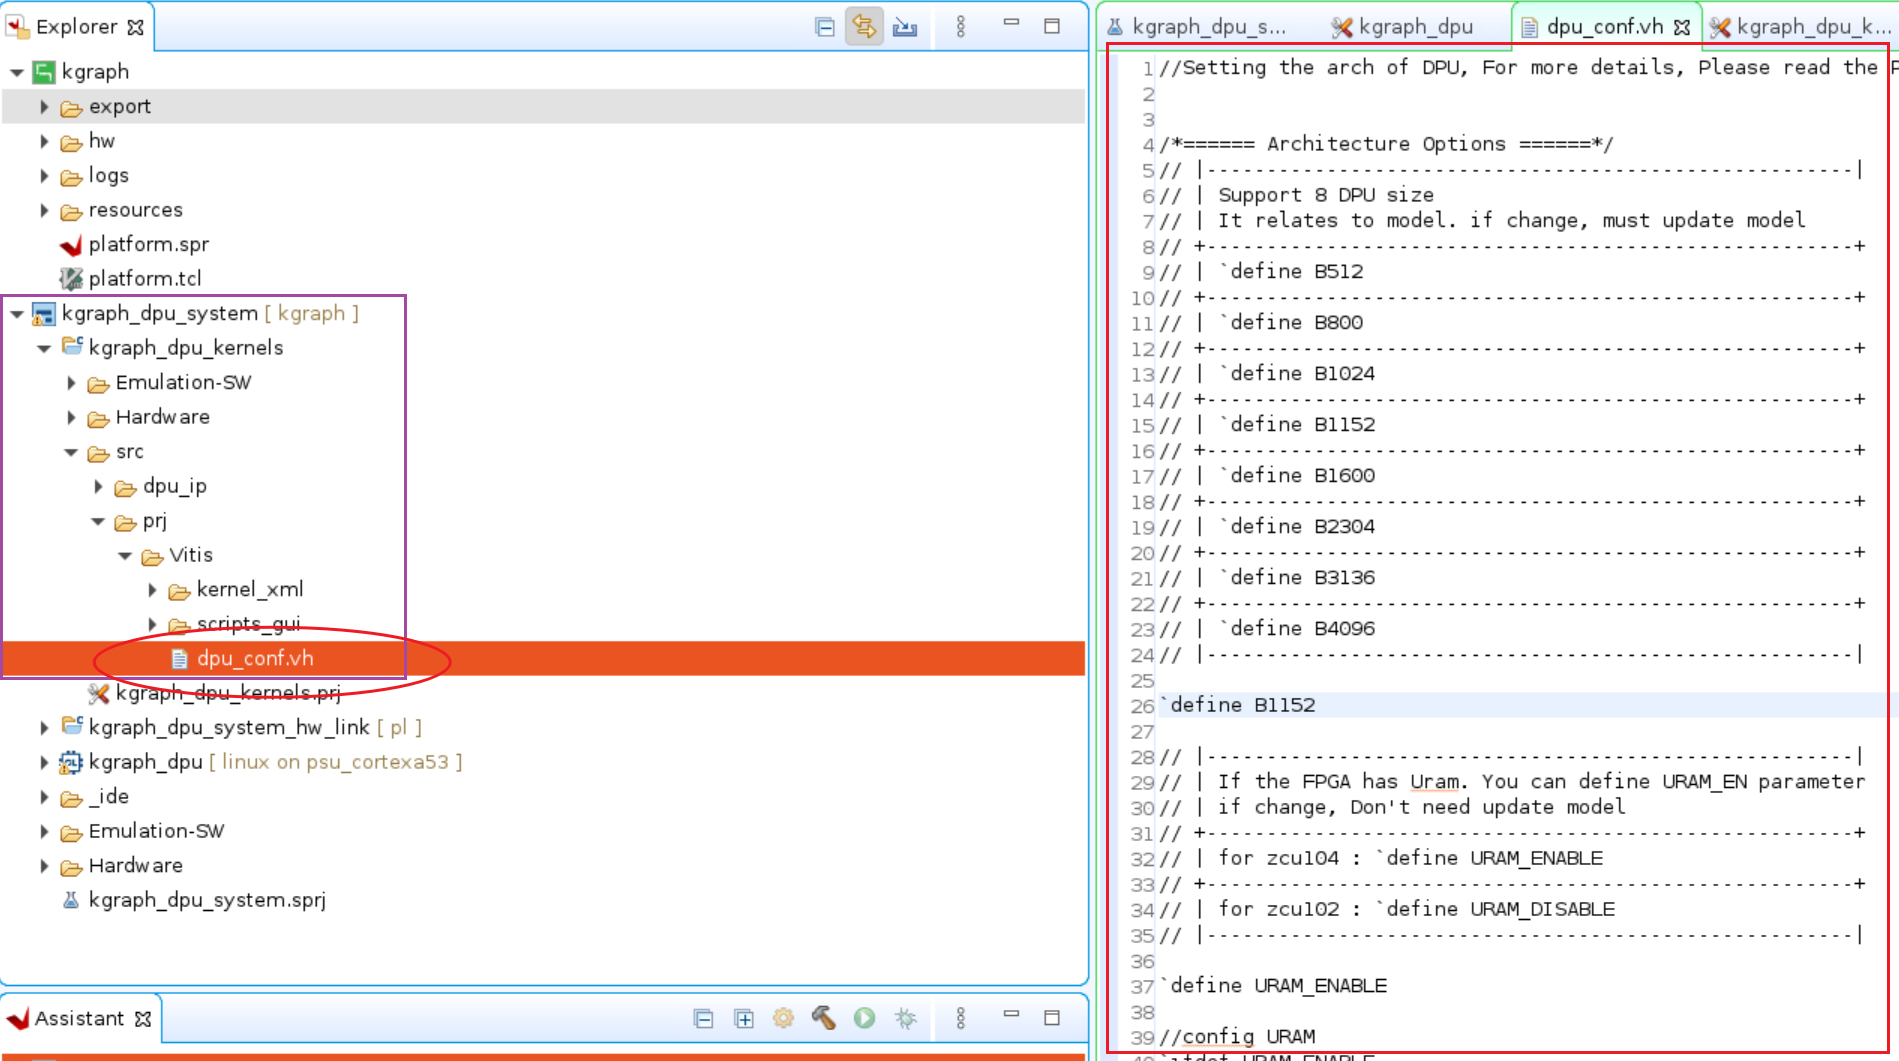 Explorer
kgraph
export
hw
logs
resources
platform.spr
platform.tcl
kgraph_dpu_system [ kgraph ]
kgraph_dpu_kernels
Emulation-SW
Hardware
src
dpu_ip
prj
Vitis
kernel_xml
scripts_gui
dpu_conf.vh
kgraph_dpu_kernels.prj
kgraph_dpu_system_hw_link [ pl ]
kgraph_dpu [ linux on psu_cortexa53 ]
_ide
Emulation-SW
Hardware
kgraph_dpu_system.sprj
Assistant
kgraph_dpu_s... kgraph_dpu dpu_conf.vh kgraph_dpu_k...
1 //Setting the arch of DPU, For more details, Please read the P
2
3
4 /*====== Architecture Options ======*/
5 // |------------------------------------------------------|
6 // | Support 8 DPU size
7 // | It relates to model. if change, must update model
8 // +------------------------------------------------------+
9 // | `define B512
10 // +------------------------------------------------------+
11 // | `define B800
12 // +------------------------------------------------------+
13 // | `define B1024
14 // +------------------------------------------------------+
15 // | `define B1152
16 // +------------------------------------------------------+
17 // | `define B1600
18 // +------------------------------------------------------+
19 // | `define B2304
20 // +------------------------------------------------------+
21 // | `define B3136
22 // +------------------------------------------------------+
23 // | `define B4096
24 // |------------------------------------------------------|
25
26 `define B1152
27
28 // |------------------------------------------------------|
29 // | If the FPGA has Uram. You can define URAM_EN parameter
30 // | if change, Don't need update model
31 // +------------------------------------------------------+
32 // | for zcu104 : `define URAM_ENABLE
33 // +------------------------------------------------------+
34 // | for zcu102 : `define URAM_DISABLE
35 // |------------------------------------------------------|
36
37 `define URAM_ENABLE
38
39 //config URAM
40 `ifdef URAM_ENABLE